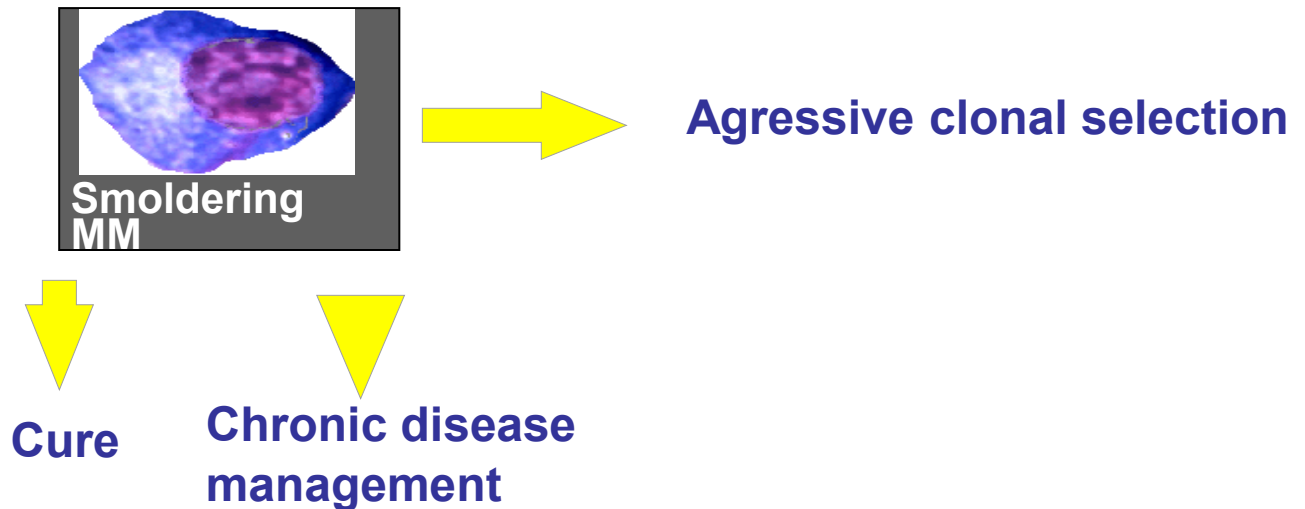 Smoldering
MM
Agressive clonal selection
Cure
Chronic disease
management